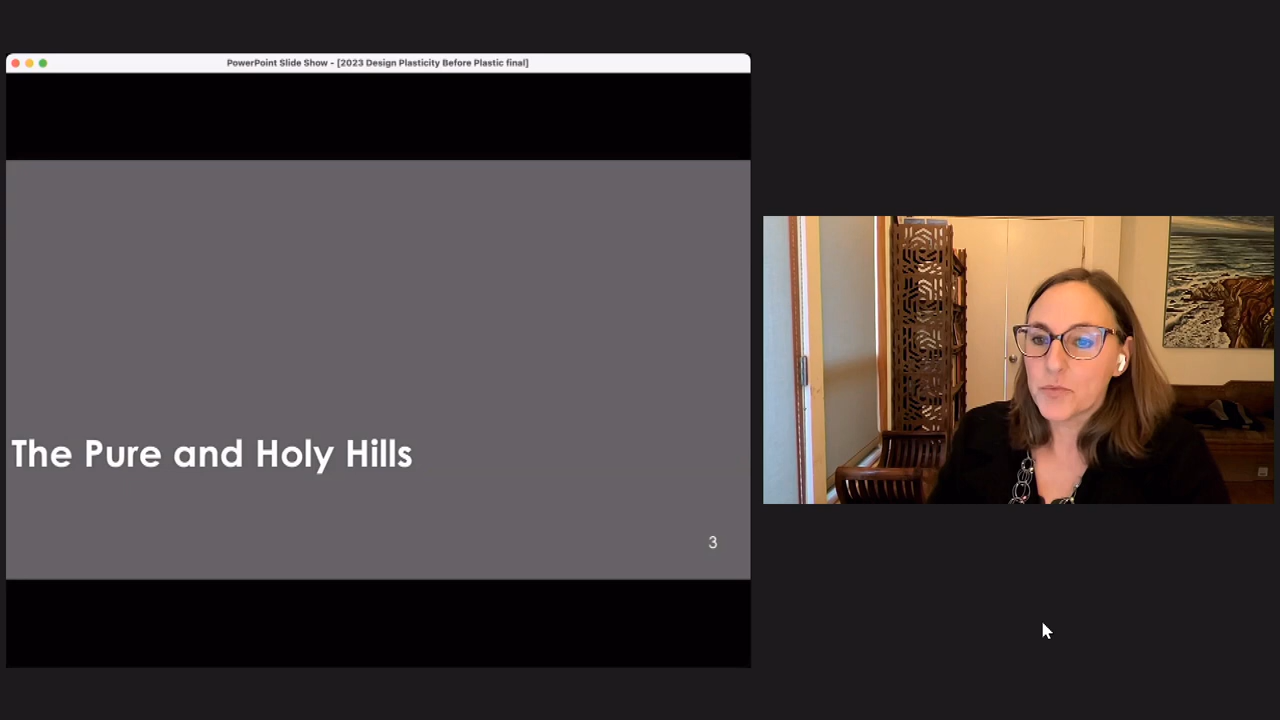 PowerPoint Slide Show - [2023 Design Plasticity Before Plastic final]
The Pure and Holy Hills
3